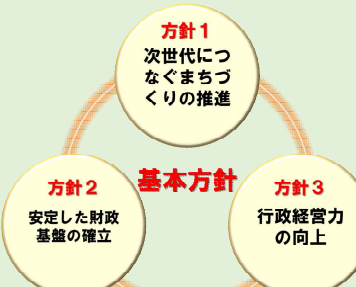 方針１
次世代につ
なぐまちづ
くりの推進
基本方針
方針２
安定した財政
基盤の確立
方針３
行政経営力
の向上